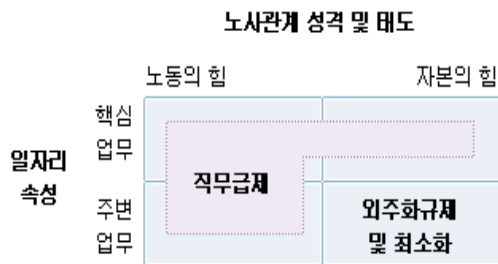 노사관계 성격 및 태도
노동의 힘
자본의 힘
핵심
업무
일자리
속성
직무급제
주변
업무
외주화규제
및 최소화